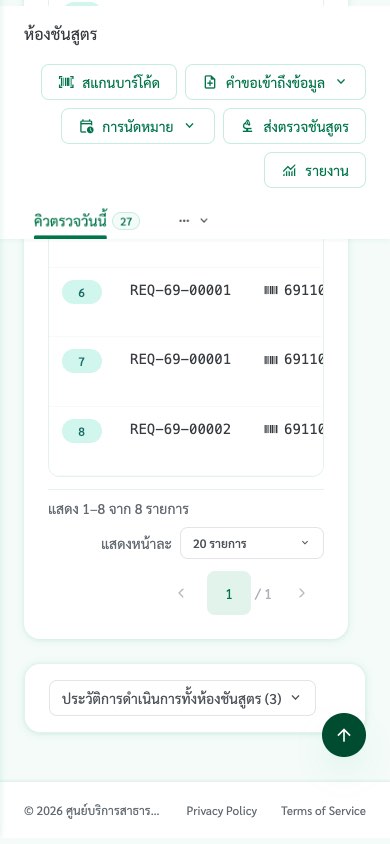 ห้องชันสูตร
สแกนบาร์โค้ด
คำขอเข้าถึงข้อมูล
การนัดหมาย
ส่งตรวจชันสูตร
รายงาน
คิวตรวจวันนี้ 27 ...
6 REQ-69-00001
7 REQ-69-00001
8 REQ-69-00002
แสดง 1–8 จาก 8 รายการ
แสดงหน้าละ 20 รายการ
1 / 1
ประวัติการดำเนินการทั้งห้องชันสูตร (3)
© 2026 ศูนย์บริการสาธาร... Privacy Policy Terms of Service